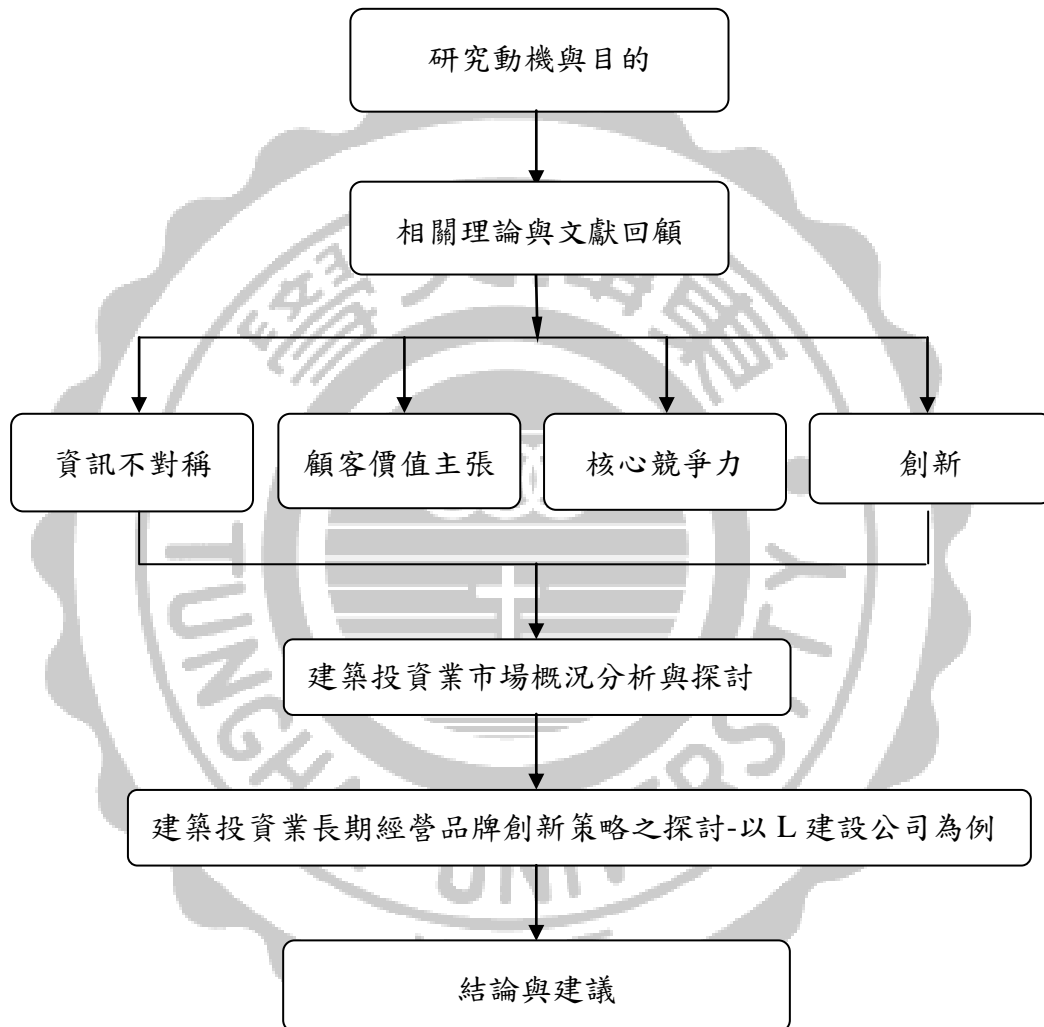 研究動機與目的
相關理論與文獻回顧
資訊不對稱
顧客價值主張
核心競爭力
創新
建築投資業市場概況分析與探討
建築投資業長期經營品牌創新策略之探討-以 L 建設公司為例
結論與建議